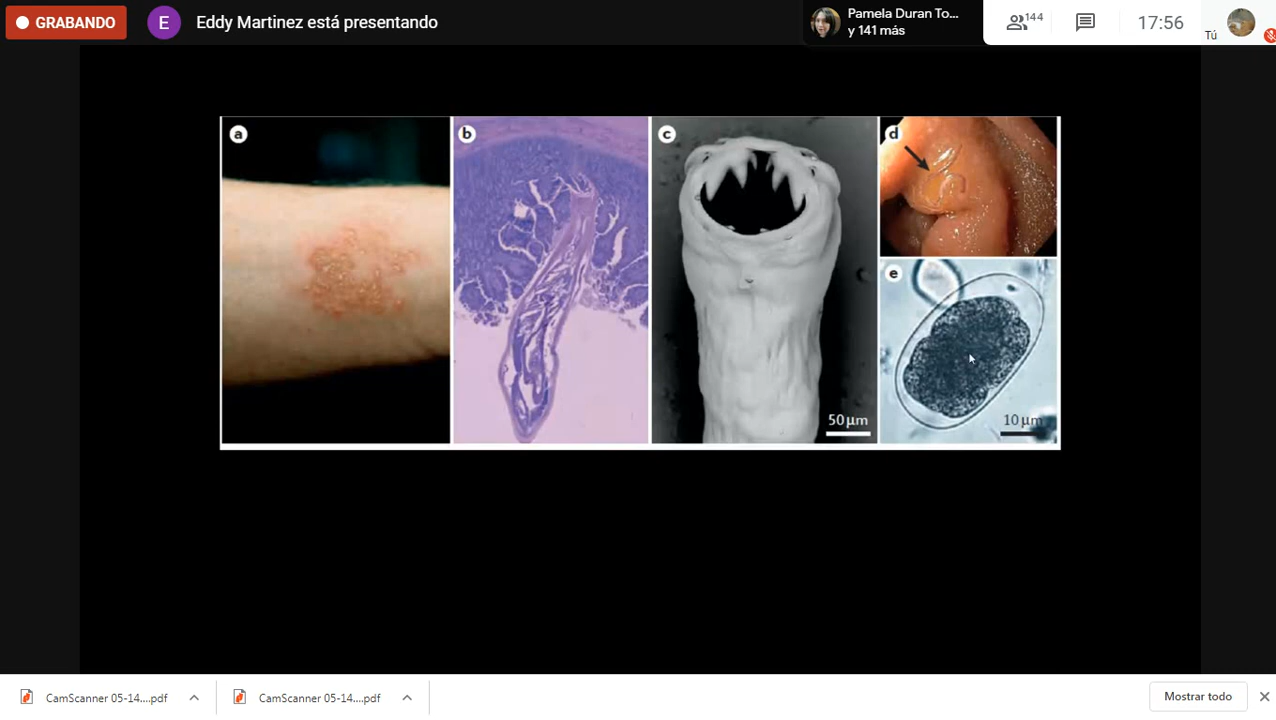 GRABANDO
E
Eddy Martinez está presentando
Pamela Duran To...
y 141 más
144
17:56
Tú
a
b
c
d
e
50 µm
10 µm
CamScanner 05-14....pdf
CamScanner 05-14....pdf
Mostrar todo